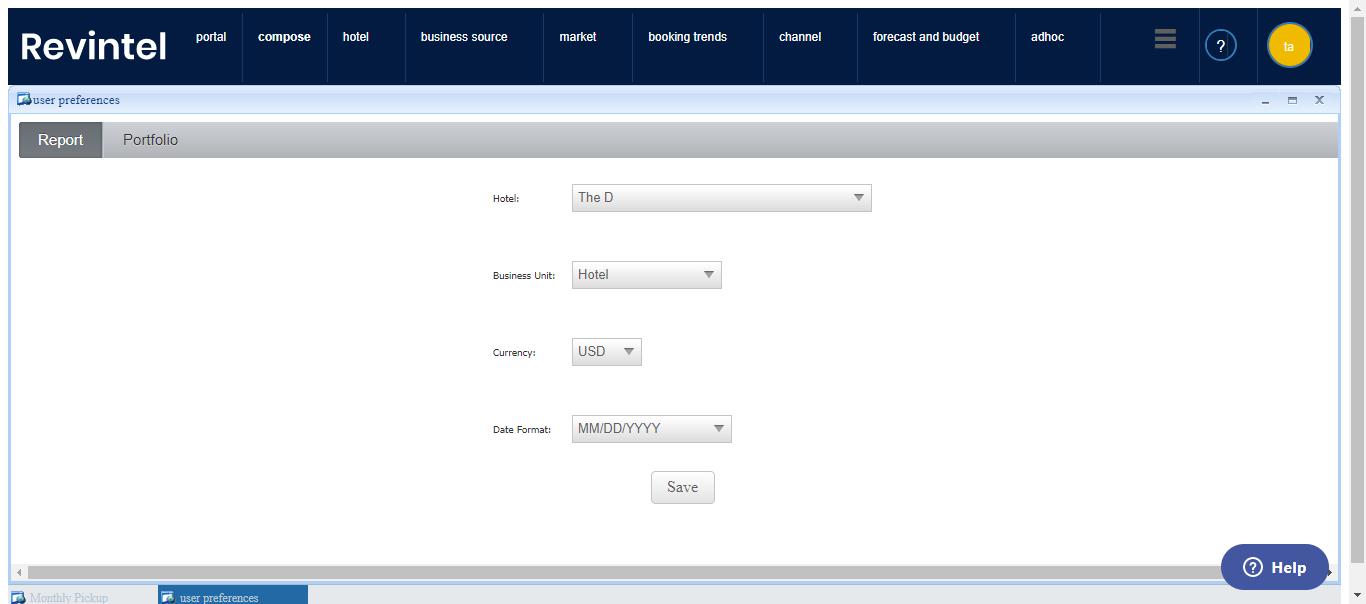 Revintel
portal compose hotel business source market booking trends channel forecast and budget adhoc ? ta
user preferences
Report Portfolio
Hotel: The D
Business Unit: Hotel
Currency: USD
Date Format: MM/DD/YYYY
Save
? Help
Monthly Pickup user preferences